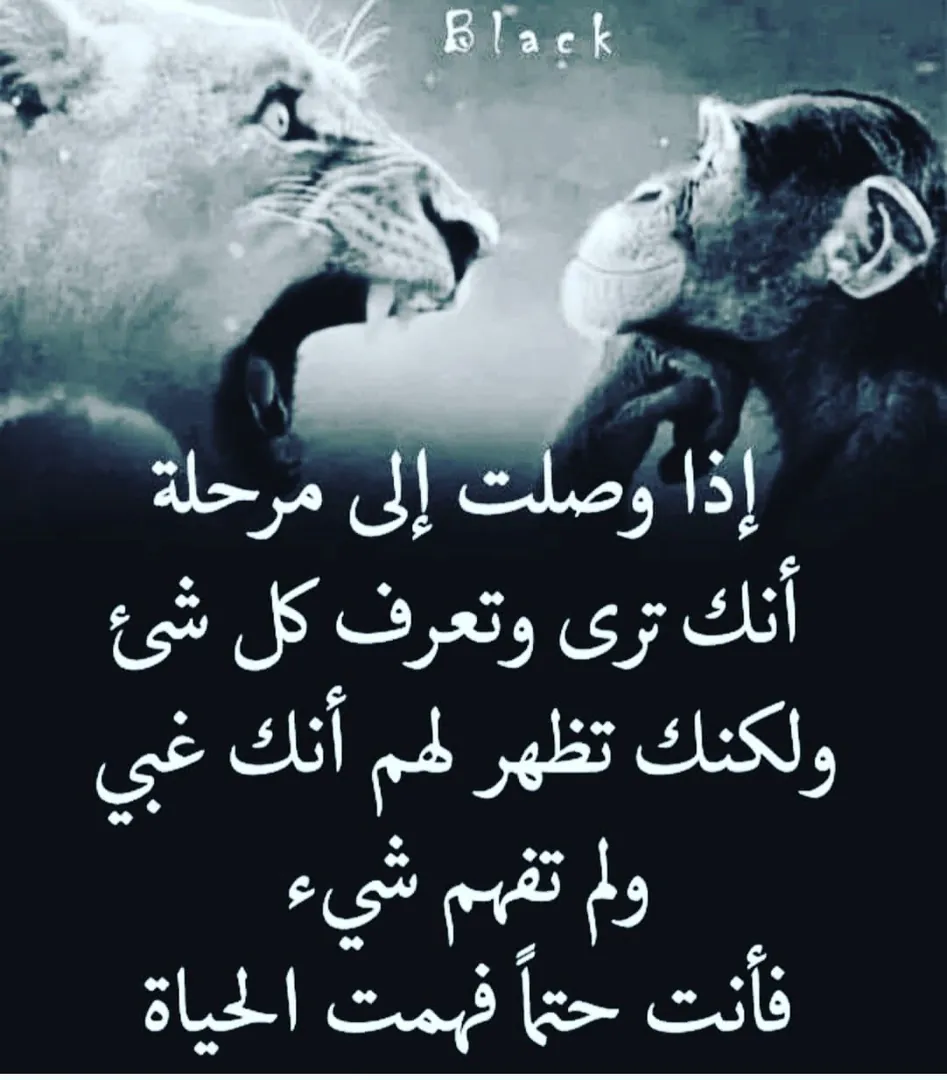 Black
إذا وصلت إلى مرحلة
أنك ترى وتعرف كل شئ
ولكنك تظهر لهم أنك غبي
ولم تفهم شيء
فأنت حتماً فهمت الحياة